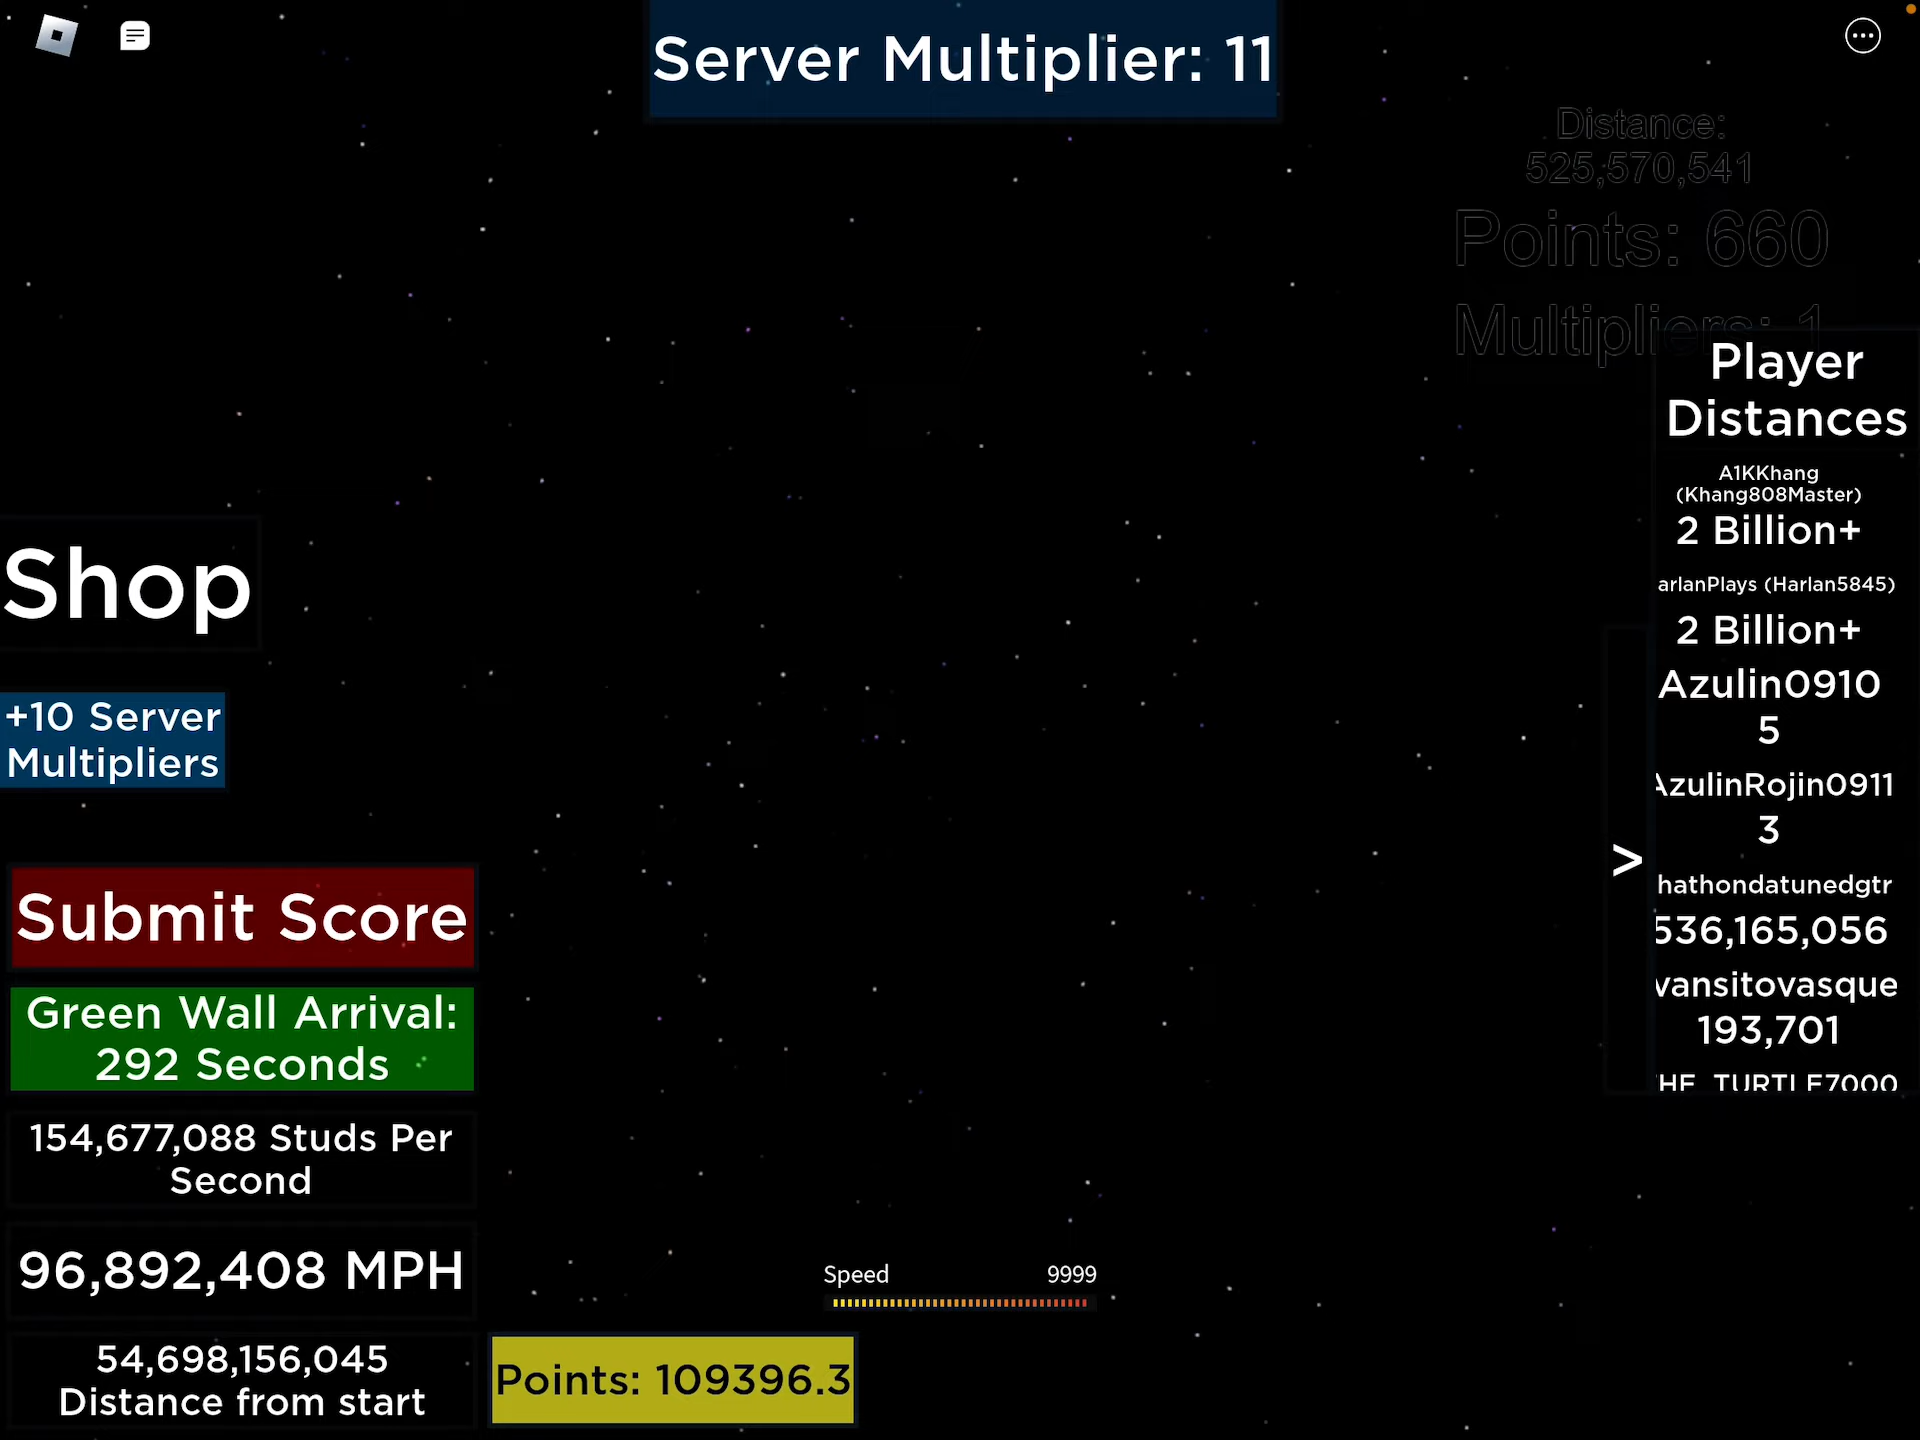 Server Multiplier: 11
Distance:
525,570,541
Points: 660
Multipliers: 1
Player
Distances
A1KKhang
(Khang808Master)
2 Billion+
arlanPlays (Harlan5845)
2 Billion+
Azulin0910
5
AzulinRojin0911
3
hathondatunedgtr
536,165,056
vansitovasque
193,701
HE_TURTLE7000
>
Shop
+10 Server
Multipliers
Submit Score
Green Wall Arrival:
292 Seconds
154,677,088 Studs Per
Second
96,892,408 MPH
54,698,156,045
Distance from start
Speed 9999
Points: 109396.3